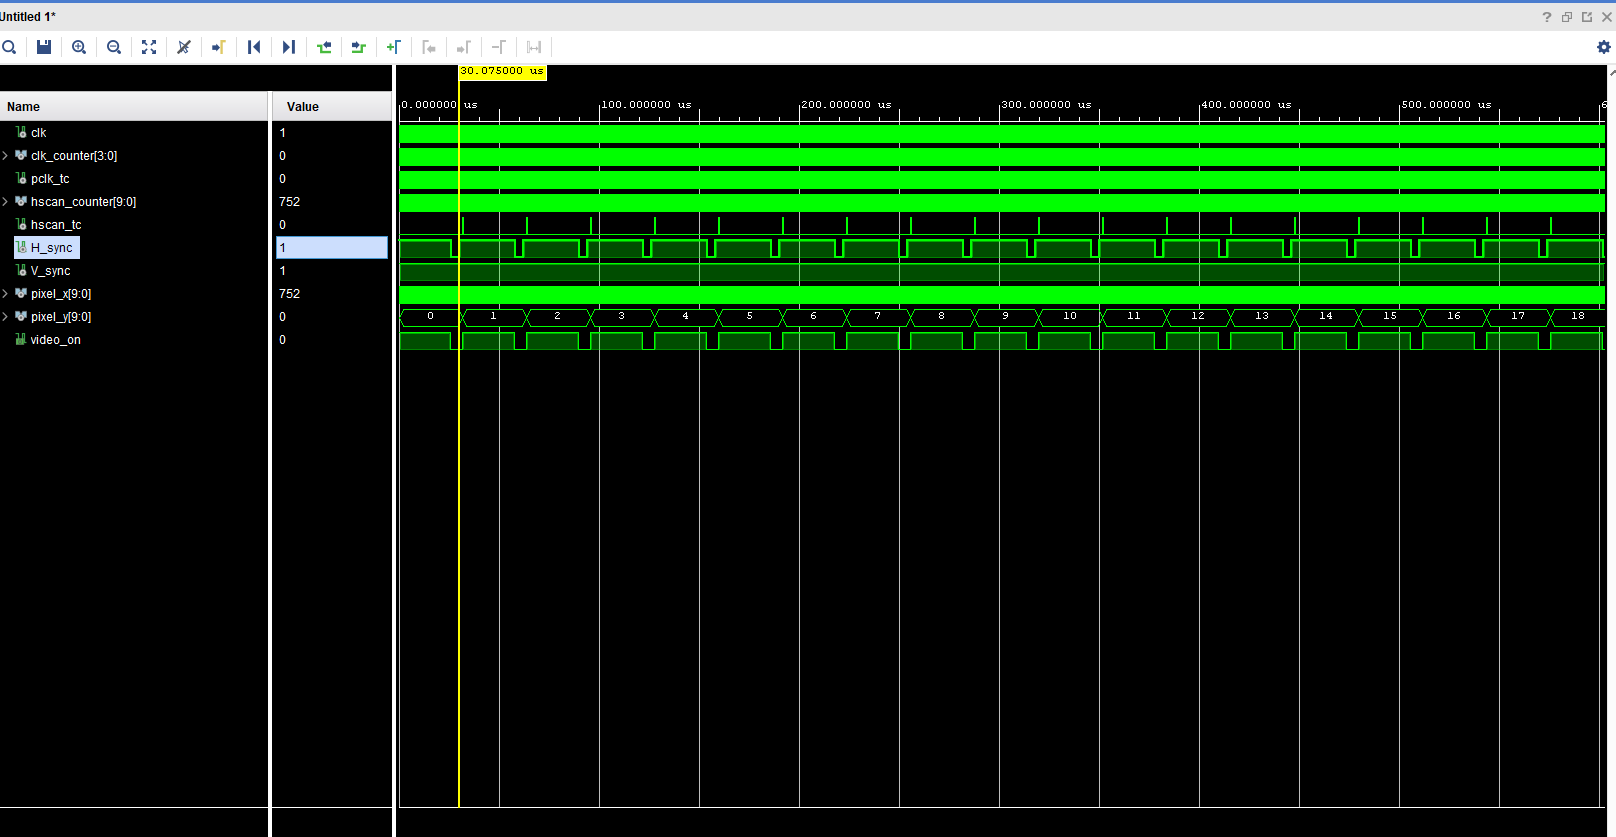 Untitled 1*
?
30.075000 us
Name Value
0.000000 us 100.000000 us 200.000000 us 300.000000 us 400.000000 us 500.000000 us 6
clk 1
clk_counter[3:0] 0
pclk_tc 0
hscan_counter[9:0] 752
hscan_tc 0
H_sync 1
V_sync 1
pixel_x[9:0] 752
pixel_y[9:0] 0 0 1 2 3 4 5 6 7 8 9 10 11 12 13 14 15 16 17 18
video_on 0